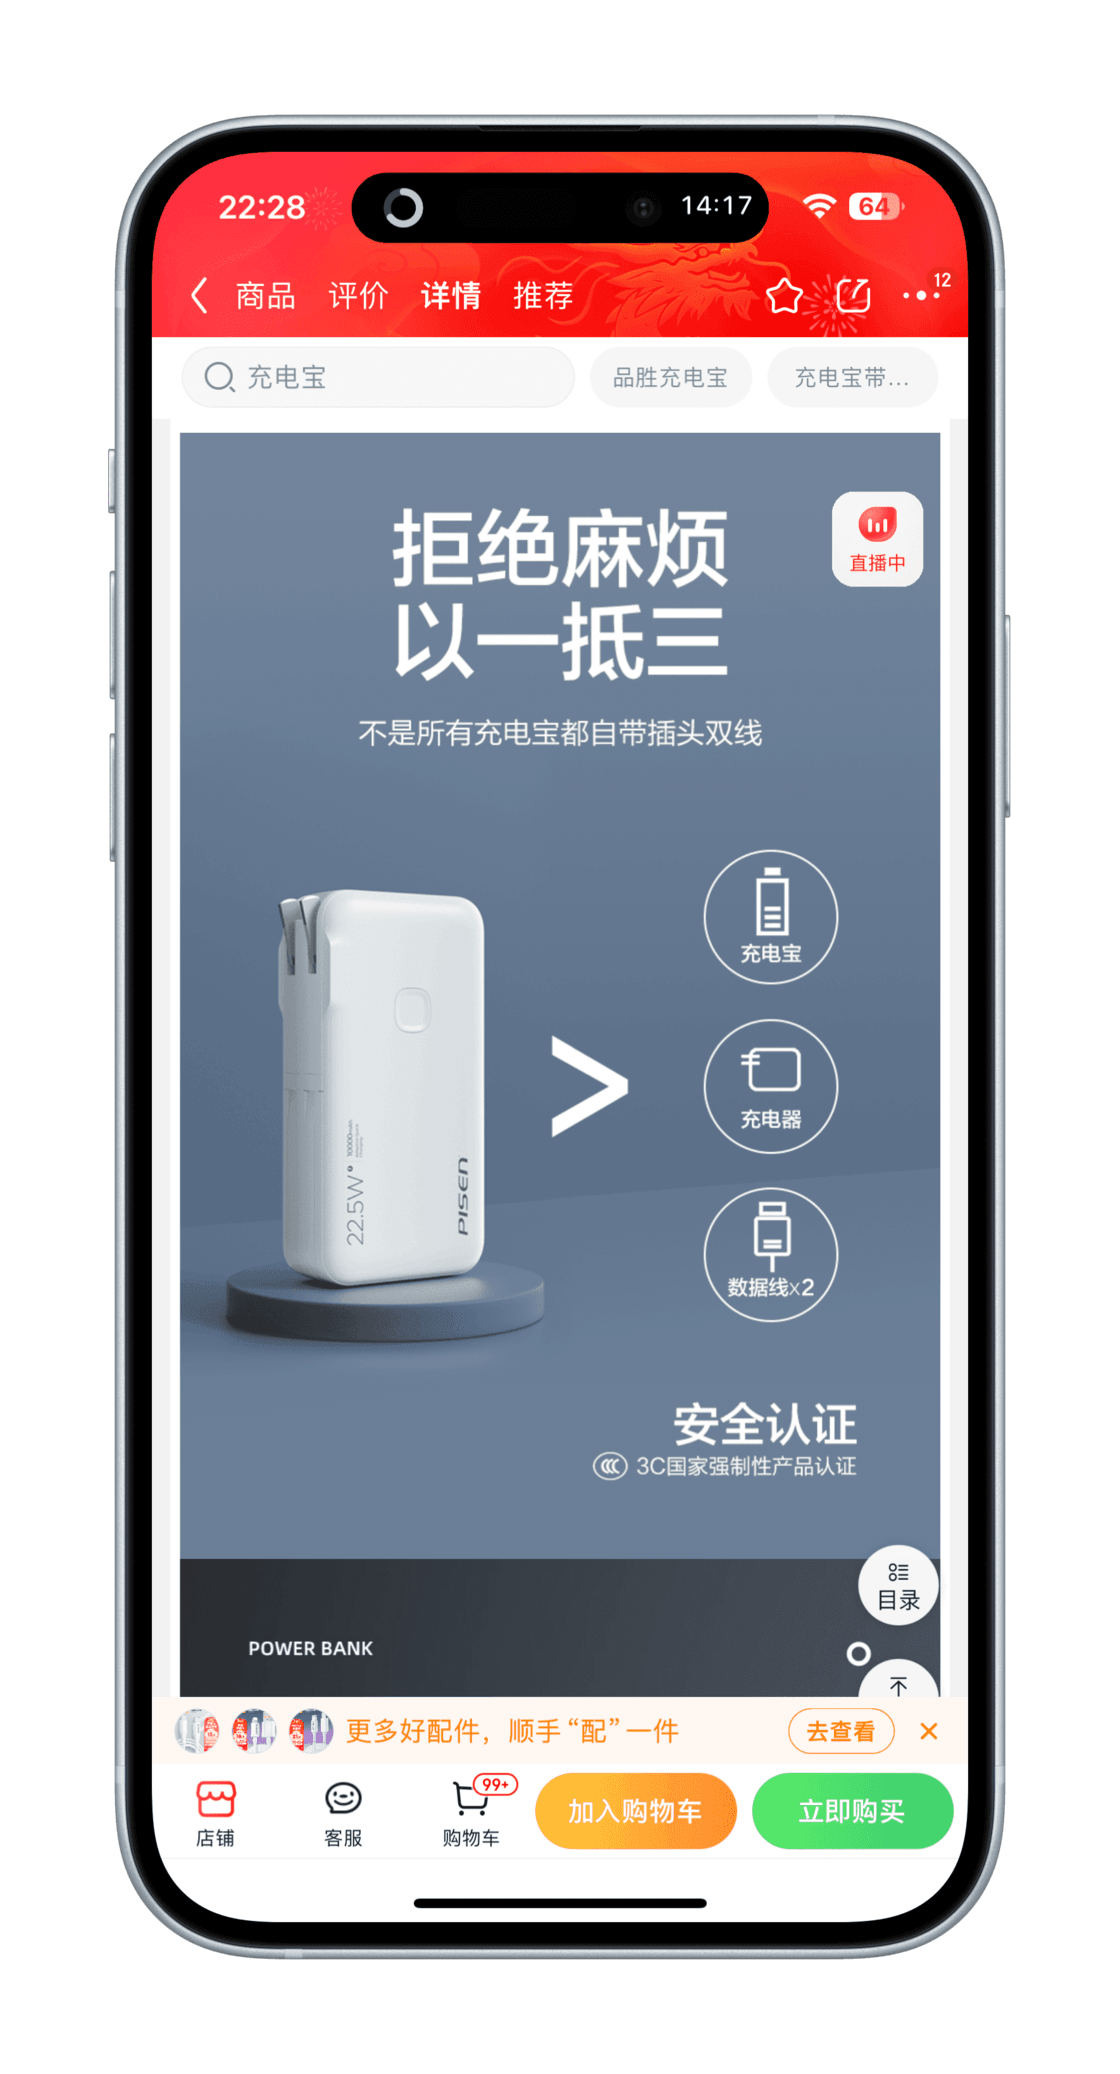 22:28
14:17
64
商品 评价 详情 推荐
12
充电宝
品胜充电宝
充电宝带...
拒绝麻烦
以一抵三
直播中
不是所有充电宝都自带插头双线
充电宝
充电器
数据线x2
22.5W
10000mAh
PISEN
安全认证
3C国家强制性产品认证
目录
POWER BANK
更多好配件，顺手“配”一件
去查看
99+
店铺
客服
购物车
加入购物车
立即购买